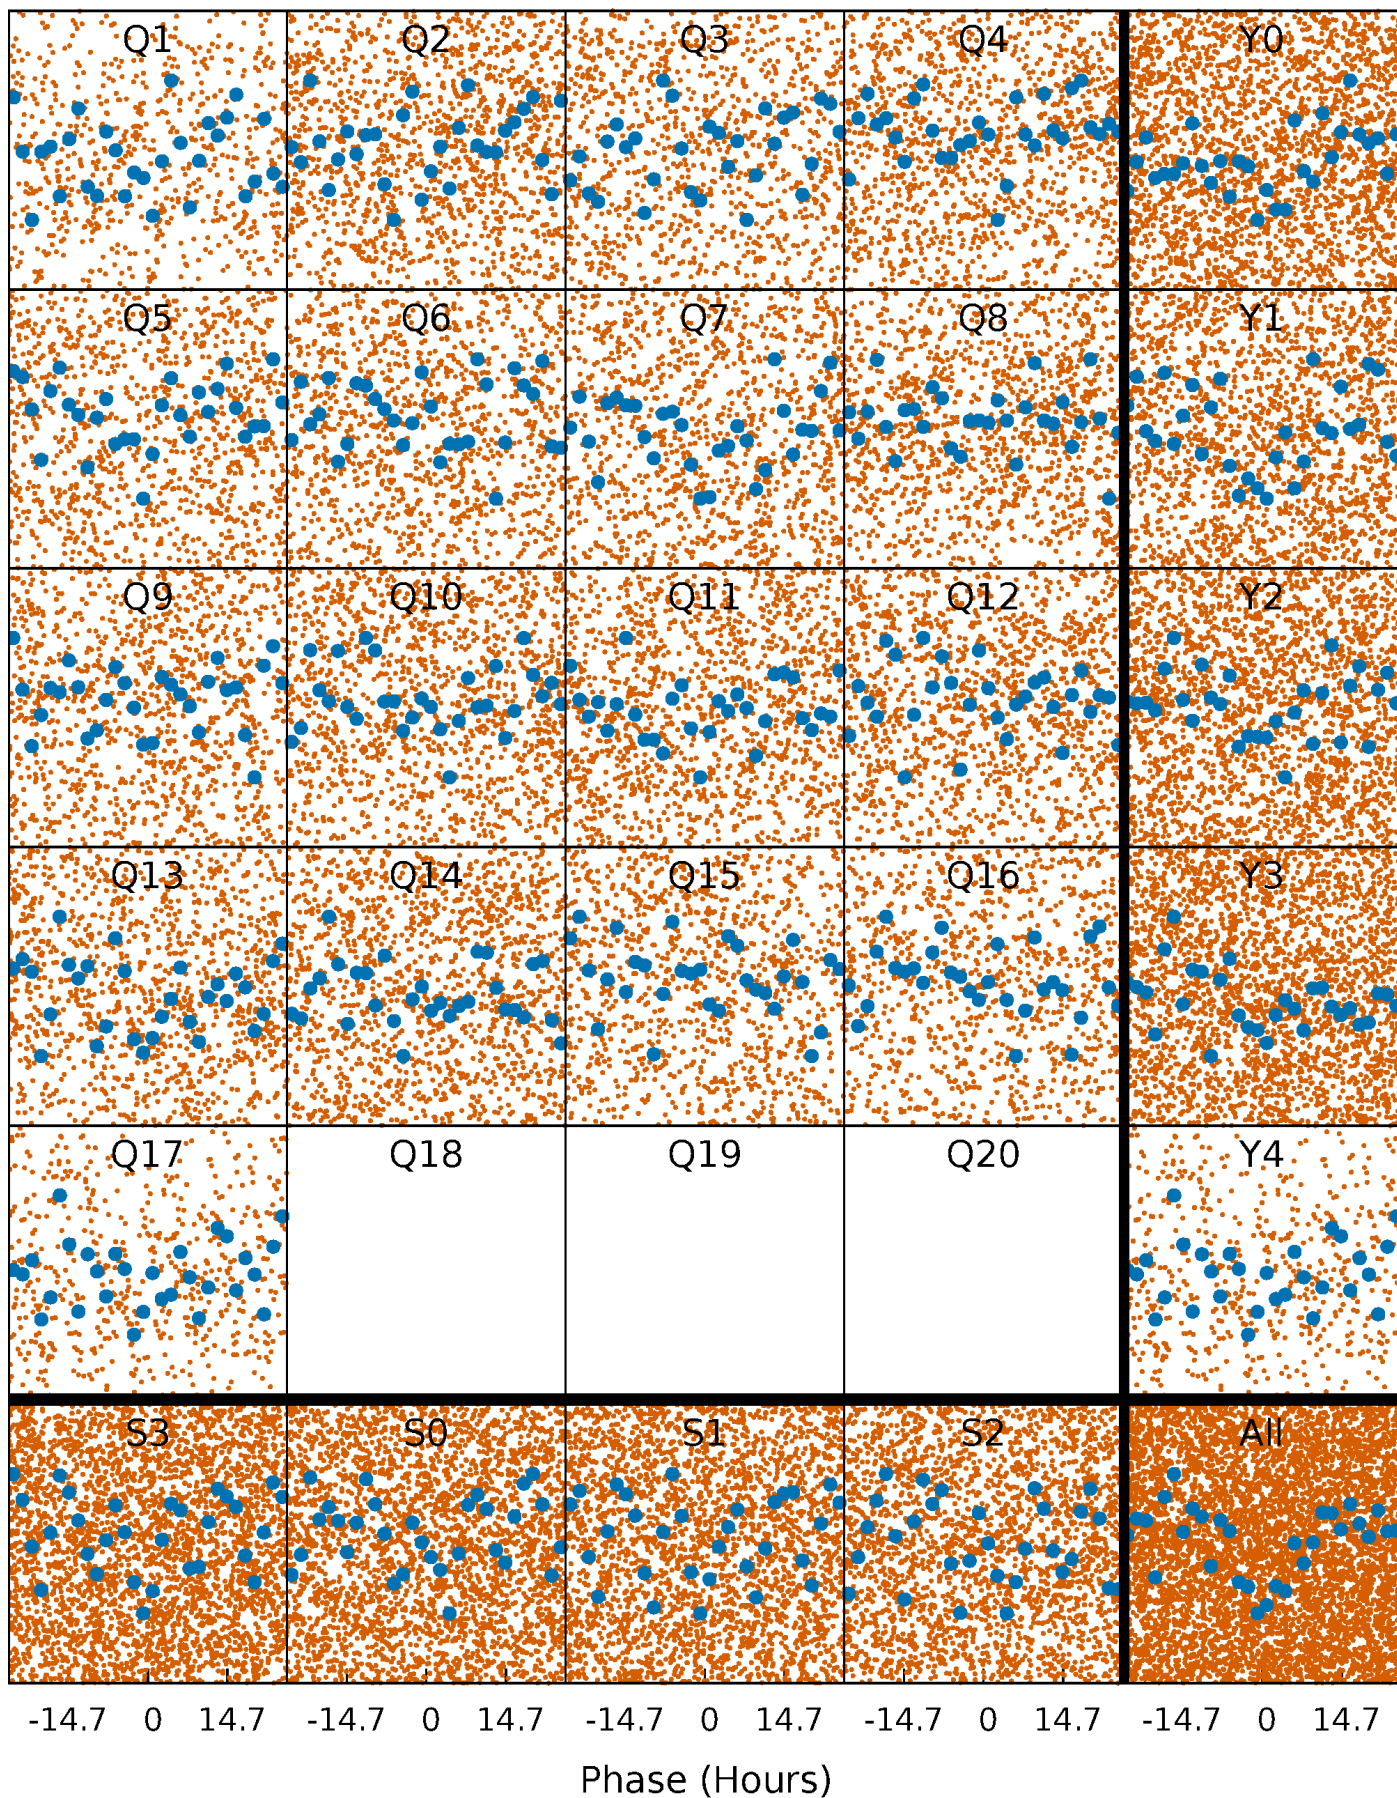 Q1 Q2 Q3 Q4 Y0
Q5 Q6 Q7 Q8 Y1
Q9 Q10 Q11 Q12 Y2
Q13 Q14 Q15 Q16 Y3
Q17 Q18 Q19 Q20 Y4
S3 S0 S1 S2 All
-14.7 0 14.7 -14.7 0 14.7 -14.7 0 14.7 -14.7 0 14.7 -14.7 0 14.7
Phase (Hours)